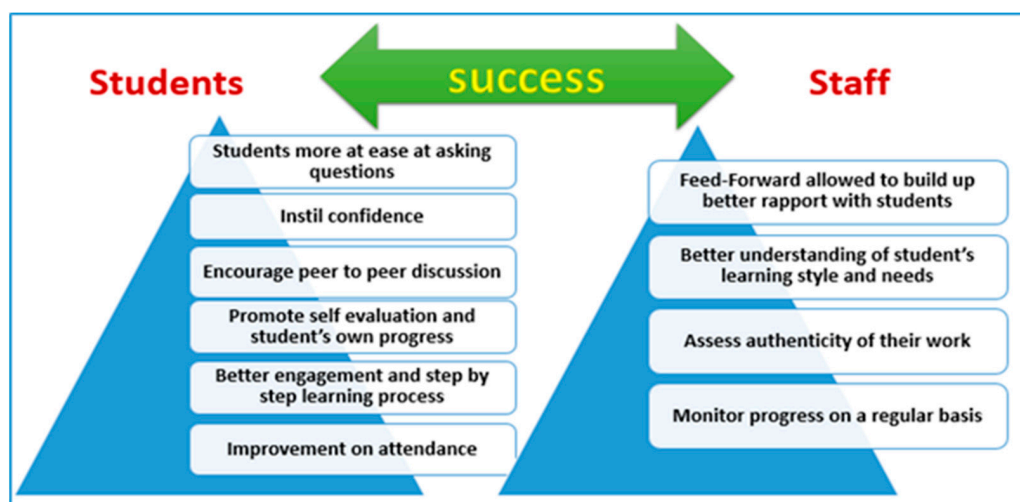 Students
success
Staff
Students more at ease at asking
questions
Instil confidence
Encourage peer to peer discussion
Promote self evaluation and
student's own progress
Better engagement and step by
step learning process
Improvement on attendance
Feed-Forward allowed to build up
better rapport with students
Better understanding of student's
learning style and needs
Assess authenticity of their work
Monitor progress on a regular basis